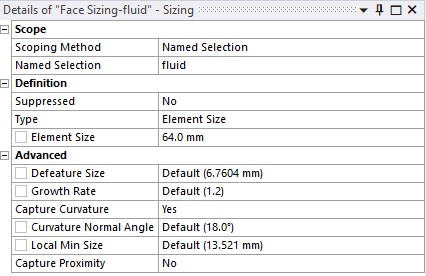 Details of "Face Sizing-fluid" - Sizing
Scope
Scoping Method Named Selection
Named Selection fluid
Definition
Suppressed No
Type Element Size
Element Size 64.0 mm
Advanced
Defeature Size Default (6.7604 mm)
Growth Rate Default (1.2)
Capture Curvature Yes
Curvature Normal Angle Default (18.0°)
Local Min Size Default (13.521 mm)
Capture Proximity No